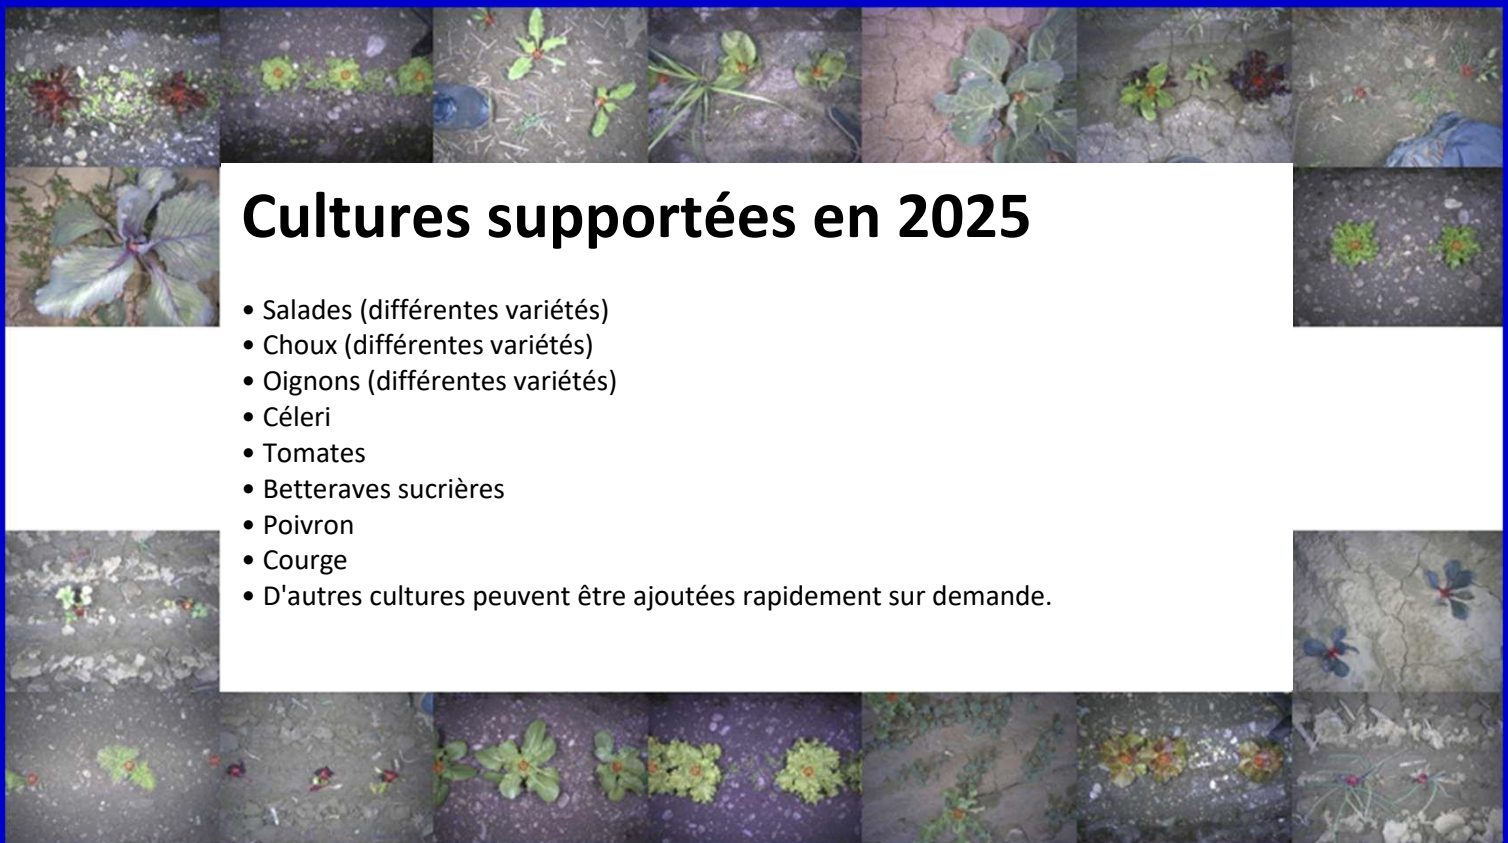 Cultures supportées en 2025
• Salades (différentes variétés)
• Choux (différentes variétés)
• Oignons (différentes variétés)
• Céleri
• Tomates
• Betteraves sucrières
• Poivron
• Courge
• D'autres cultures peuvent être ajoutées rapidement sur demande.